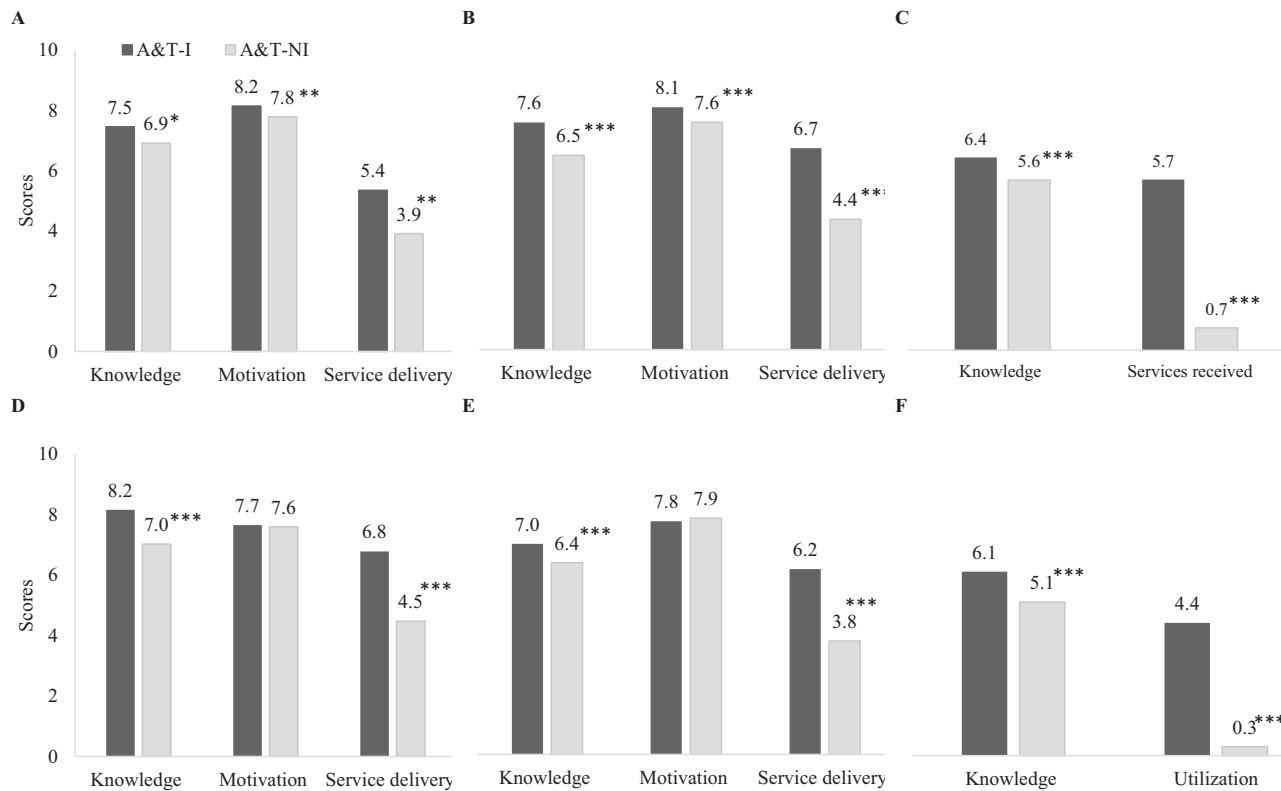 A
B
C
A&T-I A&T-NI
10
8
6
4
2
0
Scores
7.5
6.9 *
8.2
7.8 **
5.4
3.9 **
Knowledge Motivation Service delivery
7.6
6.5 ***
8.1
7.6 ***
6.7
4.4 ***
Knowledge Motivation Service delivery
6.4
5.6 ***
5.7
0.7 ***
Knowledge Services received
D
E
F
10
8
6
4
2
0
Scores
8.2
7.0 ***
7.7
7.6
6.8
4.5 ***
Knowledge Motivation Service delivery
7.0
6.4 ***
7.8
7.9
6.2
3.8 ***
Knowledge Motivation Service delivery
6.1
5.1 ***
4.4
0.3 ***
Knowledge Utilization